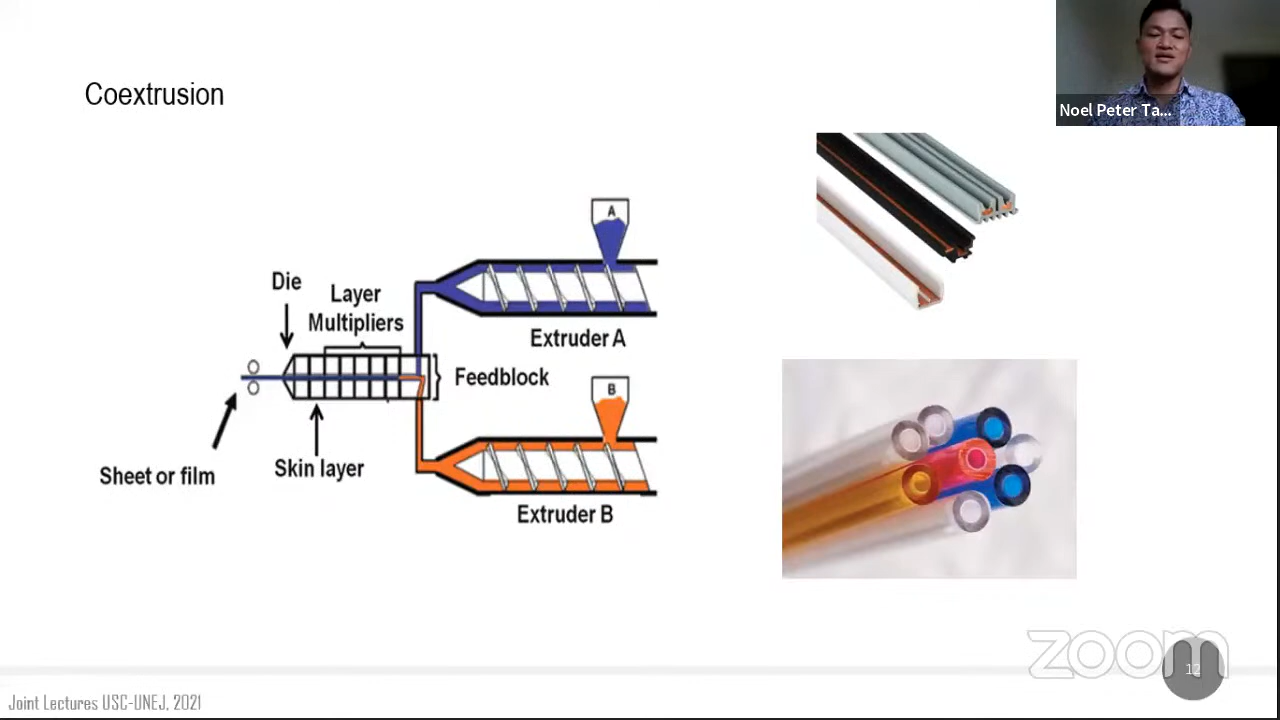 Coextrusion
Noel Peter Ta...
A
Die
Layer
Multipliers
Extruder A
Feedblock
B
Sheet or film
Skin layer
Extruder B
zoom
12
Joint Lectures USC-UNEJ, 2021